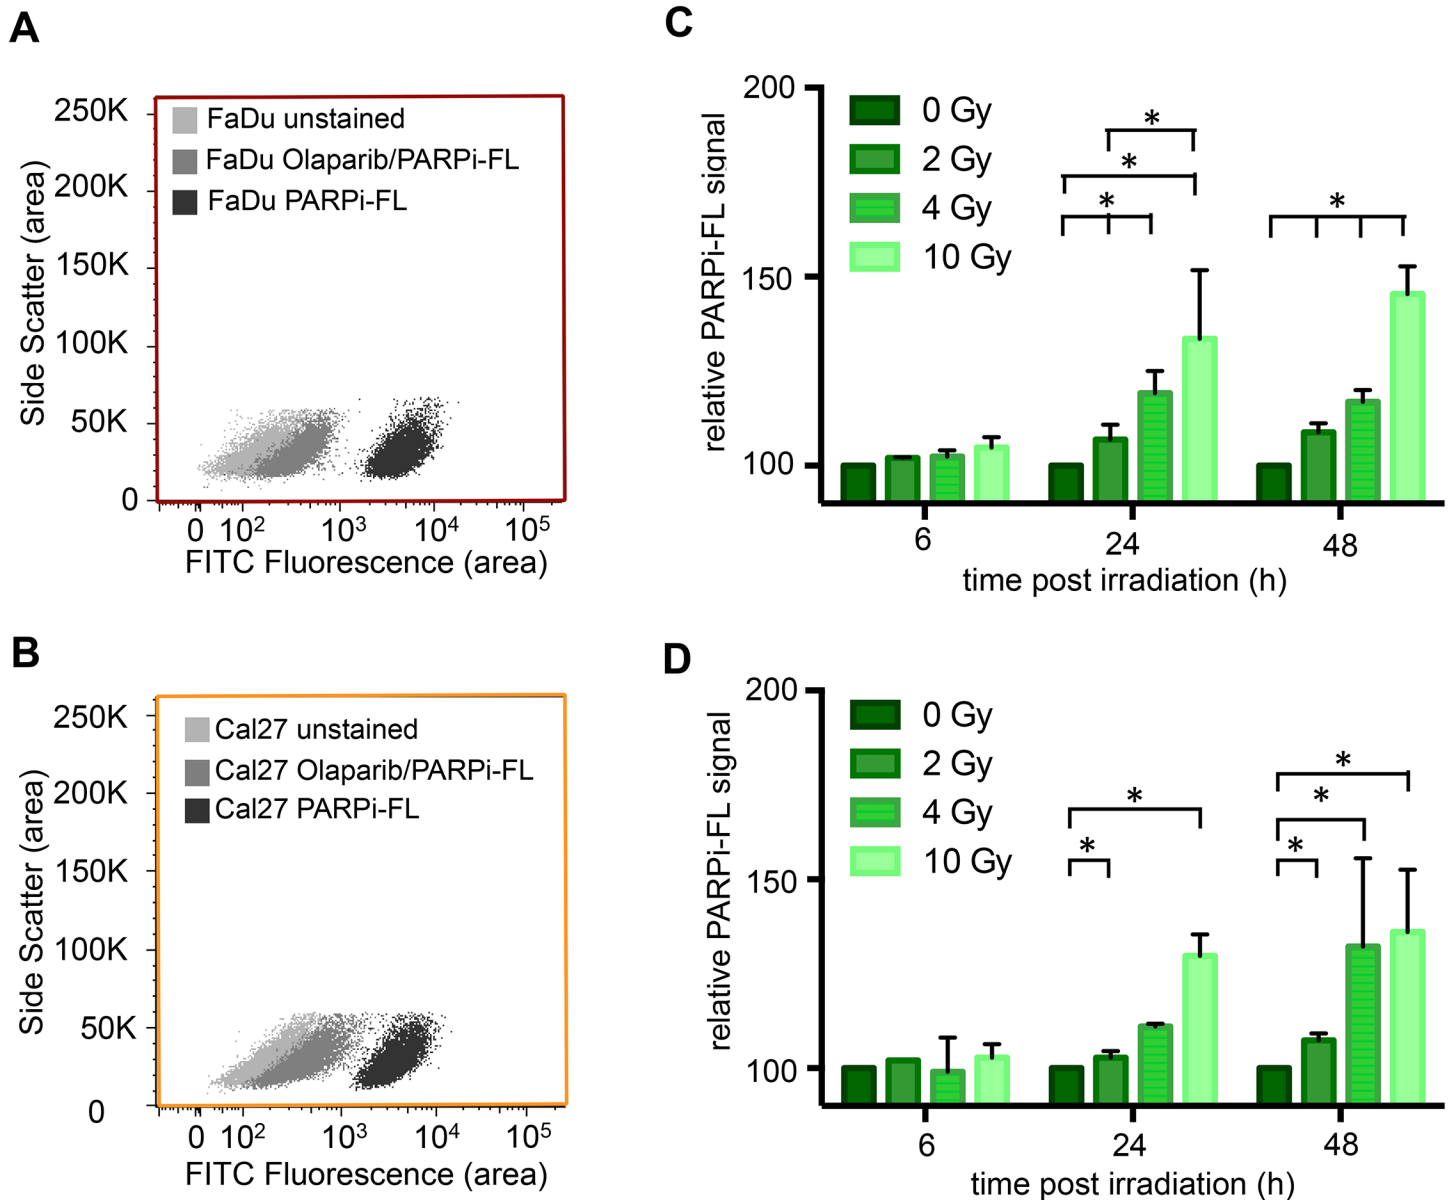 A
250K
200K
150K
100K
50K
0
Side Scatter (area)
FaDu unstained
FaDu Olaparib/PARPi-FL
FaDu PARPi-FL
0 10² 10³ 10⁴ 10⁵
FITC Fluorescence (area)
B
250K
200K
150K
100K
50K
0
Side Scatter (area)
Cal27 unstained
Cal27 Olaparib/PARPi-FL
Cal27 PARPi-FL
0 10² 10³ 10⁴ 10⁵
FITC Fluorescence (area)
C
200
150
100
relative PARPi-FL signal
0 Gy
2 Gy
4 Gy
10 Gy
*
*
*
*
6 24 48
time post irradiation (h)
D
200
150
100
relative PARPi-FL signal
0 Gy
2 Gy
4 Gy
10 Gy
*
*
*
*
*
6 24 48
time post irradiation (h)